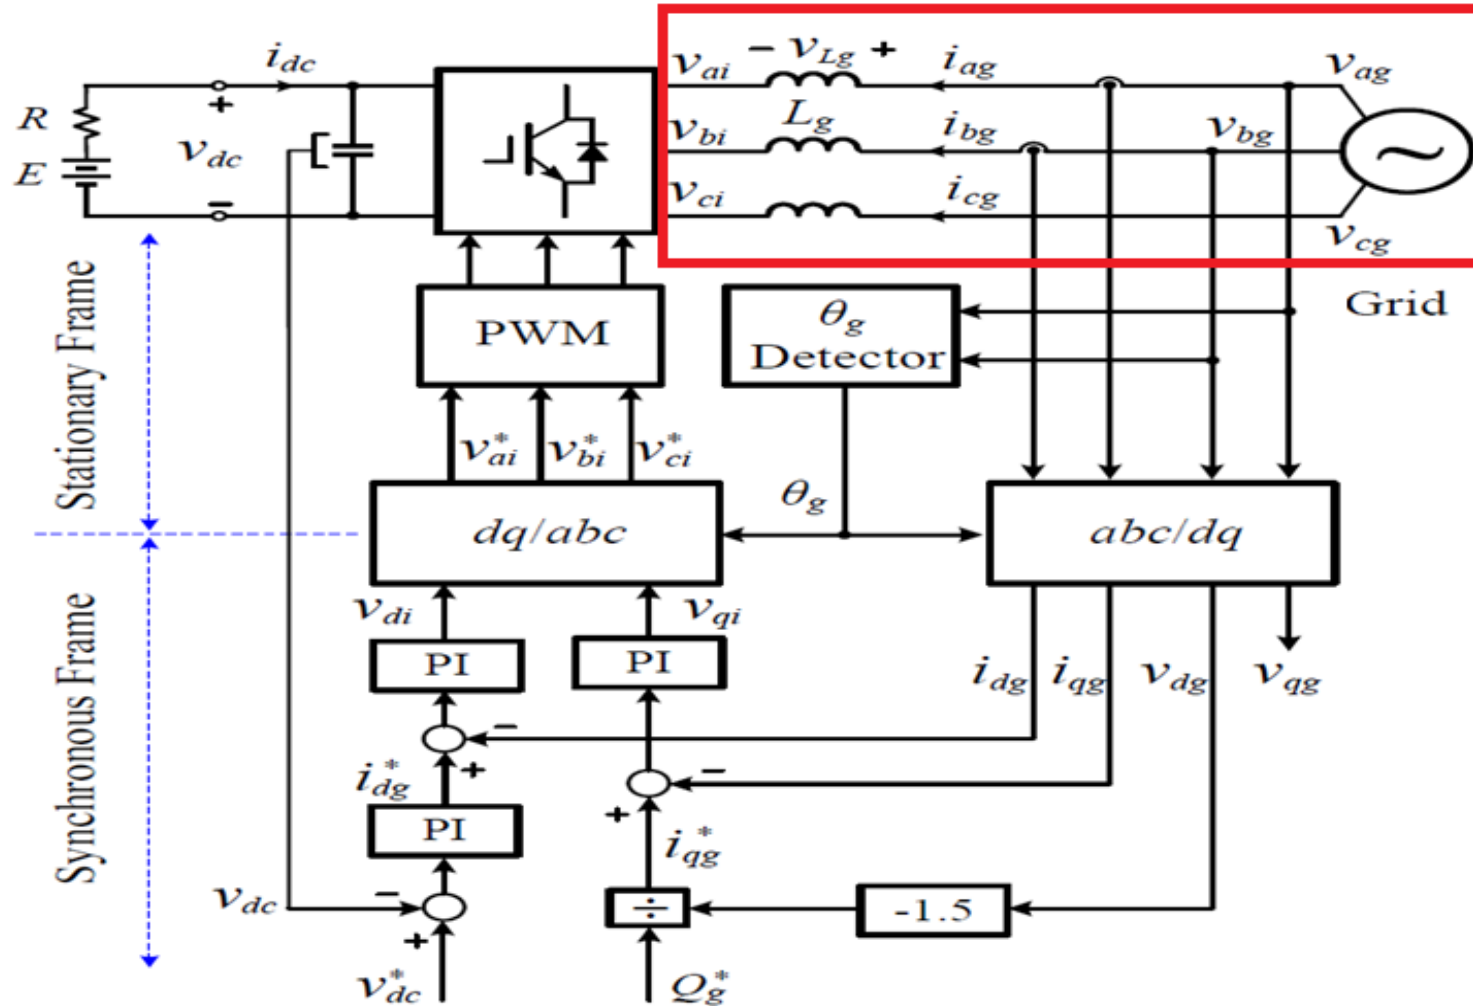 i_dc
v_ai − v_Lg + i_ag v_ag
R + L_g
v_dc v_bi i_bg v_bg
E − v_ci i_cg v_cg
Stationary Frame
PWM
θ_g
Detector
Grid
v*_ai v*_bi v*_ci
θ_g
dq/abc
abc/dq
v_di v_qi
PI PI
i_dg i_qg v_dg v_qg
Synchronous Frame
−
i*_dg + −
+
PI i*_qg
v_dc −
÷ -1.5
+
v*_dc Q*_g